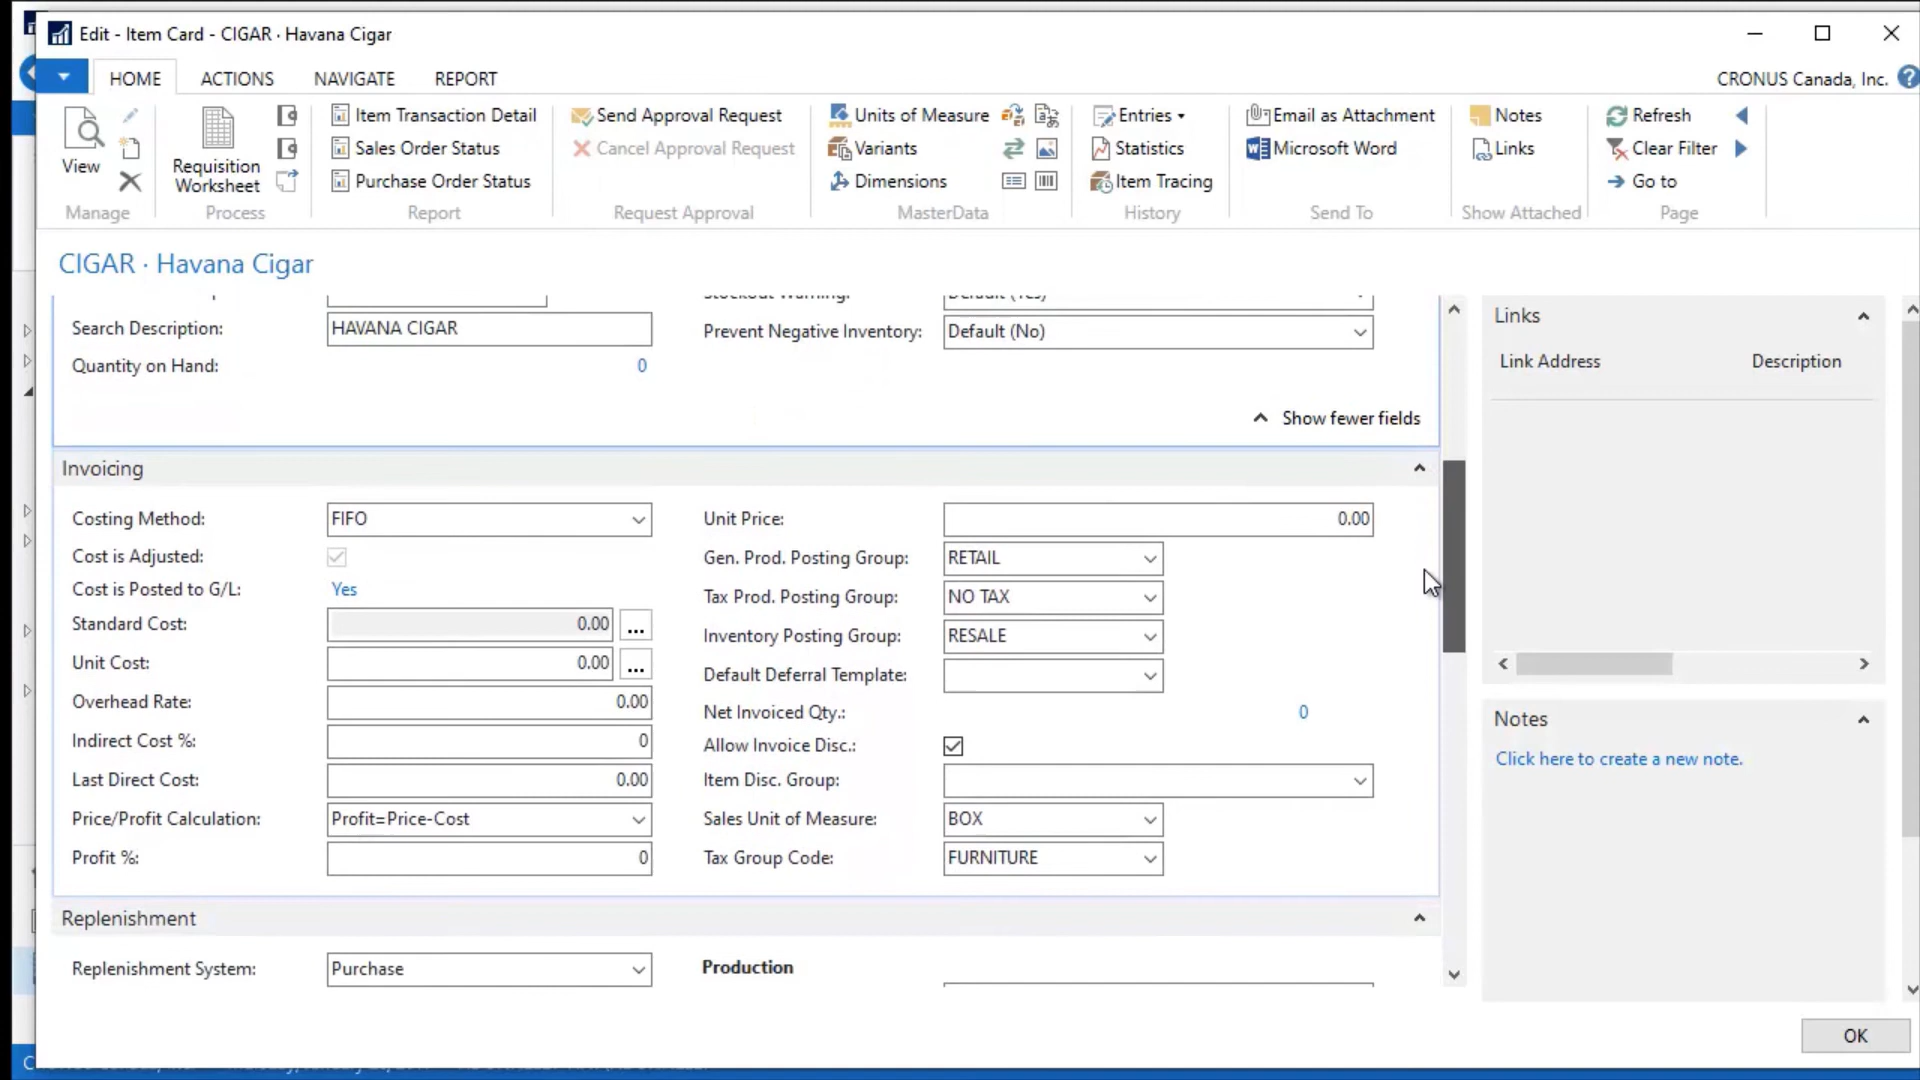 Edit - Item Card - CIGAR · Havana Cigar
HOME ACTIONS NAVIGATE REPORT
CRONUS Canada, Inc.
View
Manage
Requisition
Worksheet
Process
Item Transaction Detail
Sales Order Status
Purchase Order Status
Report
Send Approval Request
Cancel Approval Request
Request Approval
Units of Measure
Variants
Dimensions
MasterData
Entries
Statistics
Item Tracing
History
Email as Attachment
Microsoft Word
Send To
Notes
Links
Show Attached
Refresh
Clear Filter
Go to
Page
CIGAR · Havana Cigar
Stockout Warning: Default (Yes)
Search Description: HAVANA CIGAR
Prevent Negative Inventory: Default (No)
Quantity on Hand: 0
Show fewer fields
Invoicing
Costing Method: FIFO
Cost is Adjusted:
Cost is Posted to G/L: Yes
Standard Cost: 0.00 ...
Unit Cost: 0.00 ...
Overhead Rate: 0.00
Indirect Cost %: 0
Last Direct Cost: 0.00
Price/Profit Calculation: Profit=Price-Cost
Profit %: 0
Unit Price: 0.00
Gen. Prod. Posting Group: RETAIL
Tax Prod. Posting Group: NO TAX
Inventory Posting Group: RESALE
Default Deferral Template:
Net Invoiced Qty.: 0
Allow Invoice Disc.:
Item Disc. Group:
Sales Unit of Measure: BOX
Tax Group Code: FURNITURE
Replenishment
Replenishment System: Purchase
Production
Links
Link Address Description
Notes
Click here to create a new note.
OK